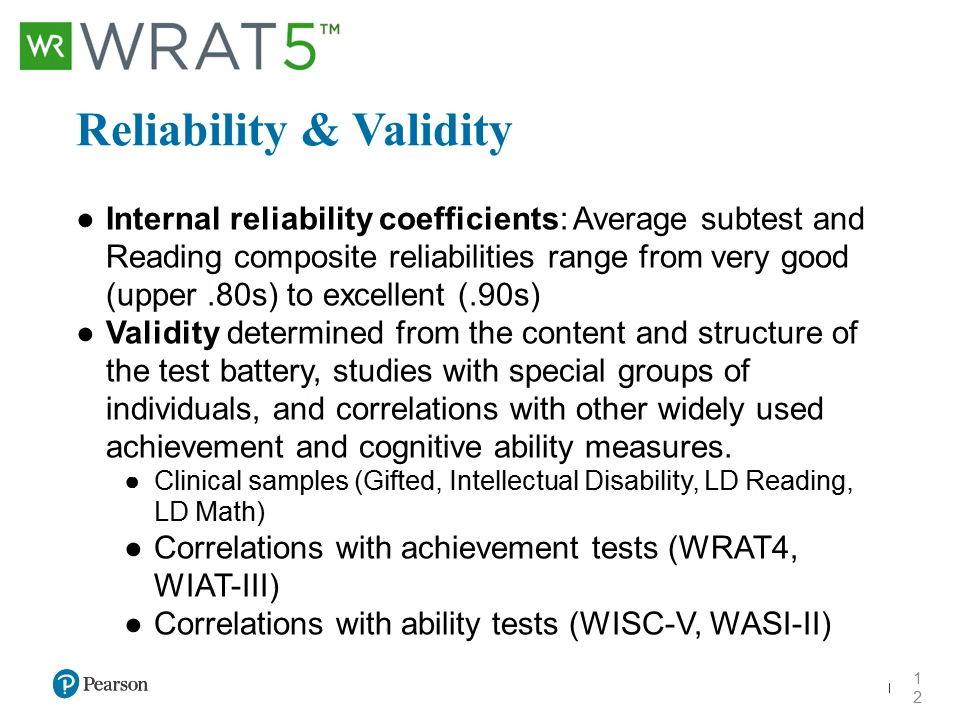 WR WRAT5™
Reliability & Validity
● Internal reliability coefficients: Average subtest and
Reading composite reliabilities range from very good
(upper .80s) to excellent (.90s)
● Validity determined from the content and structure of
the test battery, studies with special groups of
individuals, and correlations with other widely used
achievement and cognitive ability measures.
● Clinical samples (Gifted, Intellectual Disability, LD Reading,
LD Math)
● Correlations with achievement tests (WRAT4,
WIAT-III)
● Correlations with ability tests (WISC-V, WASI-II)
P Pearson
| 1
2